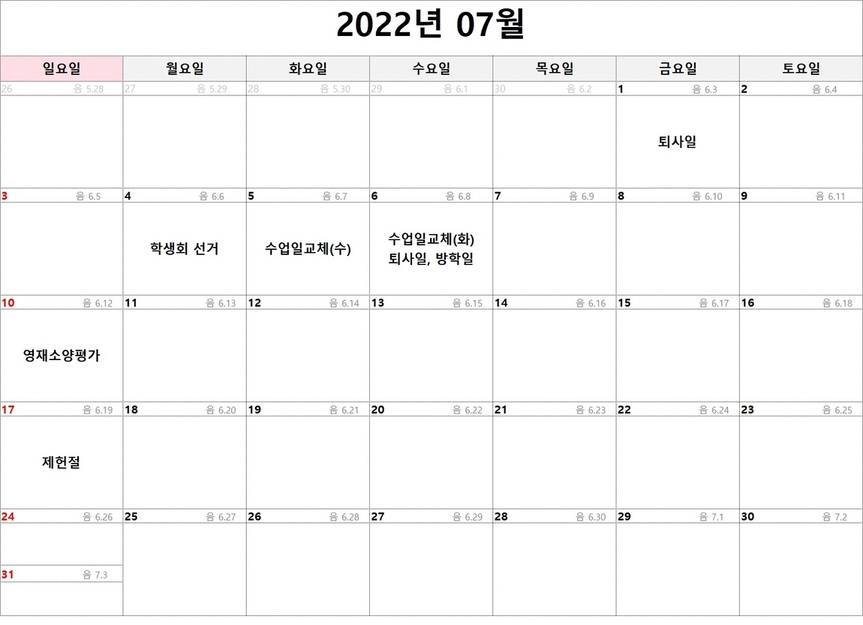 2022년 07월
일요일 월요일 화요일 수요일 목요일 금요일 토요일
26 음 5.28 27 음 5.29 28 음 5.30 29 음 6.1 30 음 6.2 1 음 6.3 2 음 6.4
퇴사일
3 음 6.5 4 음 6.6 5 음 6.7 6 음 6.8 7 음 6.9 8 음 6.10 9 음 6.11
학생회 선거
수업일교체(수)
수업일교체(화)
퇴사일, 방학일
10 음 6.12 11 음 6.13 12 음 6.14 13 음 6.15 14 음 6.16 15 음 6.17 16 음 6.18
영재소양평가
17 음 6.19 18 음 6.20 19 음 6.21 20 음 6.22 21 음 6.23 22 음 6.24 23 음 6.25
제헌절
24 음 6.26 25 음 6.27 26 음 6.28 27 음 6.29 28 음 6.30 29 음 7.1 30 음 7.2
31 음 7.3